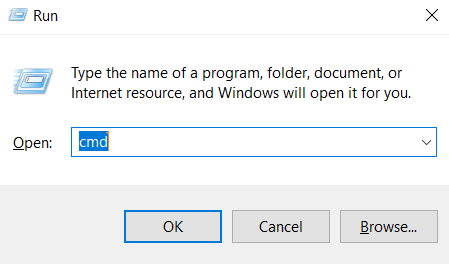 Run
Type the name of a program, folder, document, or
Internet resource, and Windows will open it for you.
Open:
cmd
OK
Cancel
Browse...